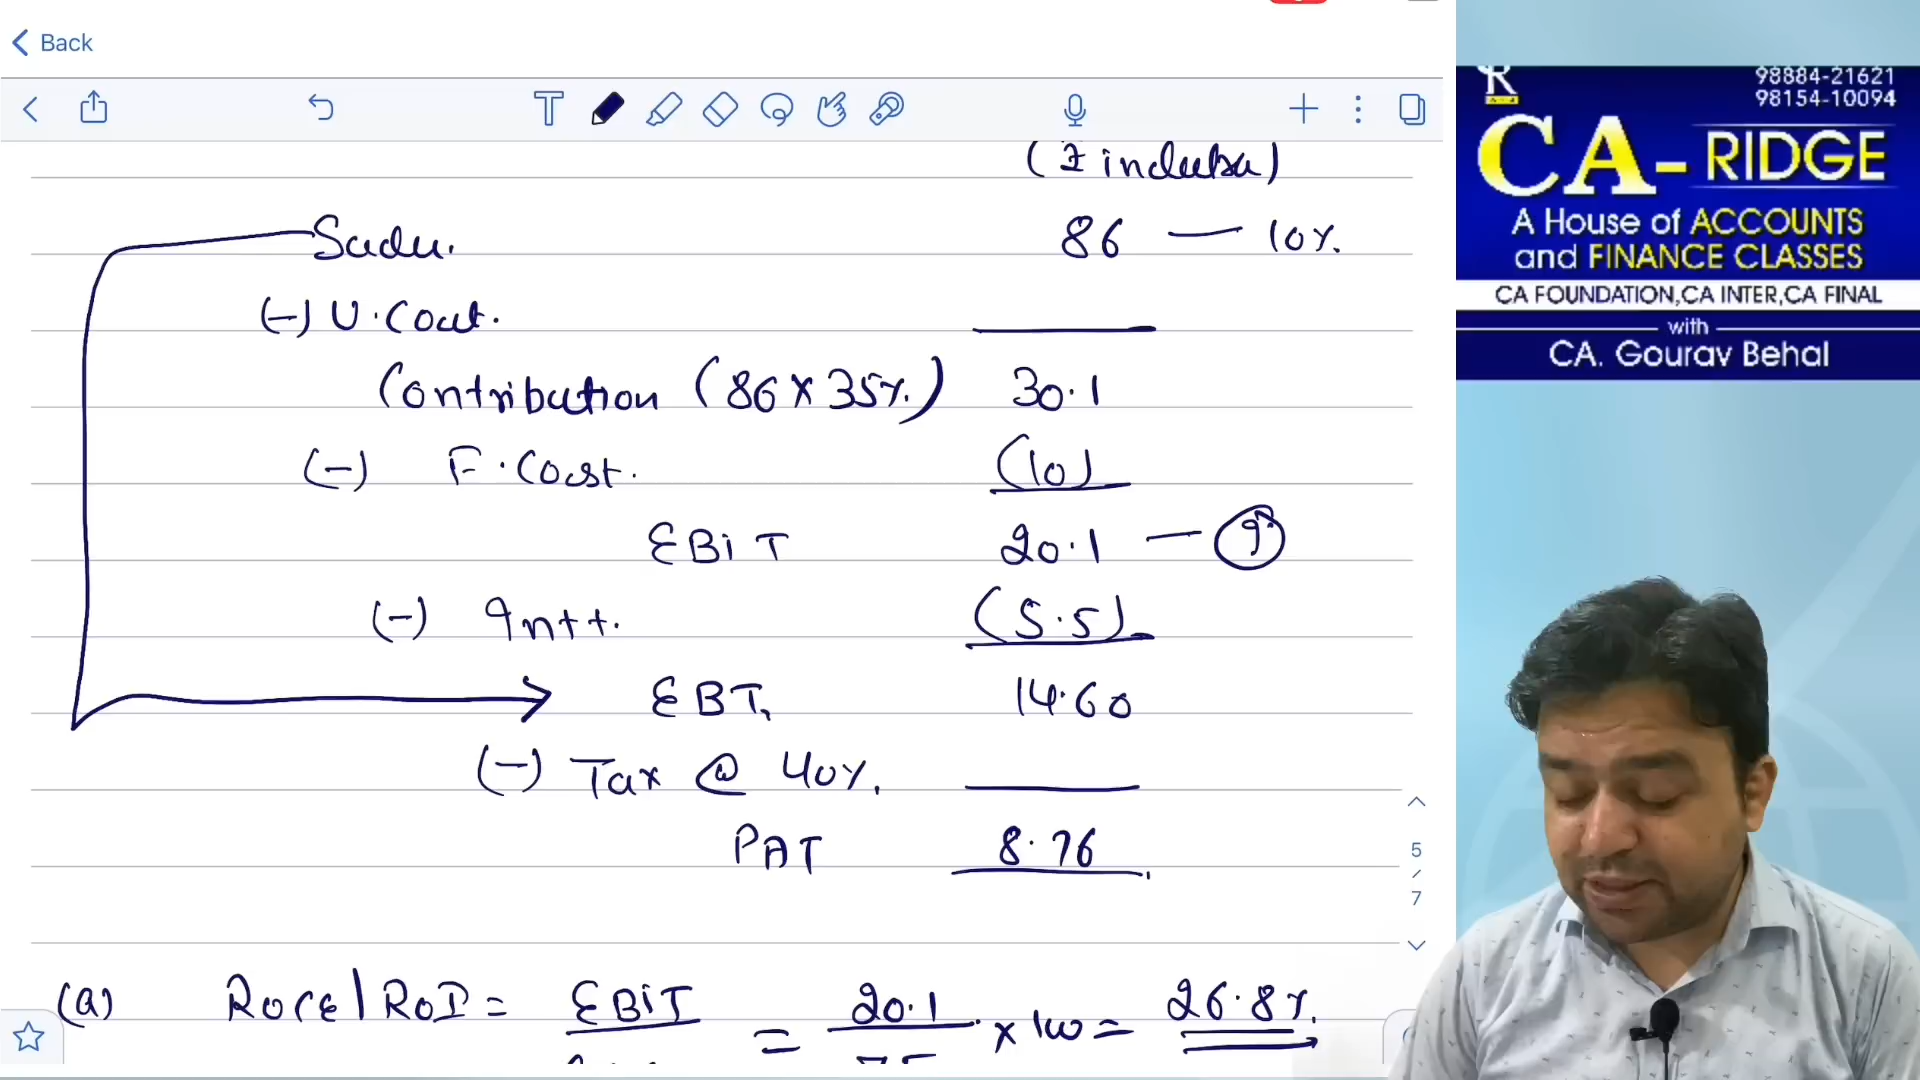 Back
(₹ in lakhs)
Sales.
86 — 10%.
(-) V.Cost.
Contribution (86 x 35%.) 30.1
(-) F.Cost. (10)
EBIT 20.1 —
(-) Intt. (5.5)
EBT. 14.60
(-) Tax @ 40%.
PAT 8.76
5
/
7
(a) ROCE / ROI = EBIT = 20.1 x 100 = 26.8%.
75
98884-21621
98154-10094
CA-RIDGE
A House of ACCOUNTS
and FINANCE CLASSES
CA FOUNDATION,CA INTER,CA FINAL
with
CA. Gourav Behal